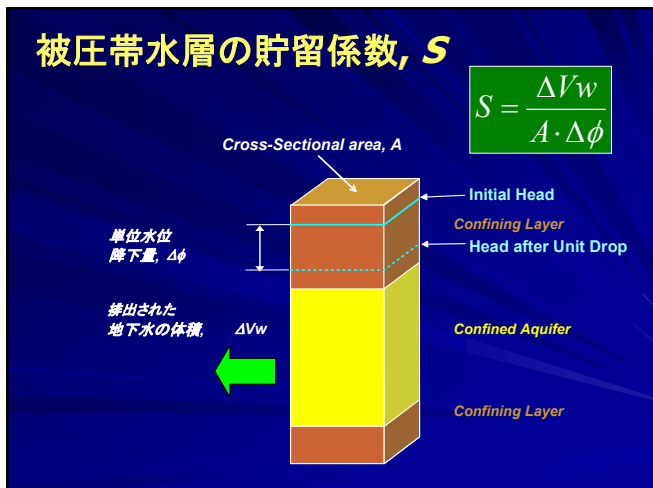 被圧帯水層の貯留係数, S
S = ΔVw / A · Δϕ
Cross-Sectional area, A
Initial Head
Confining Layer
Head after Unit Drop
単位水位
降下量, Δϕ
排出された
地下水の体積, ΔVw
Confined Aquifer
Confining Layer